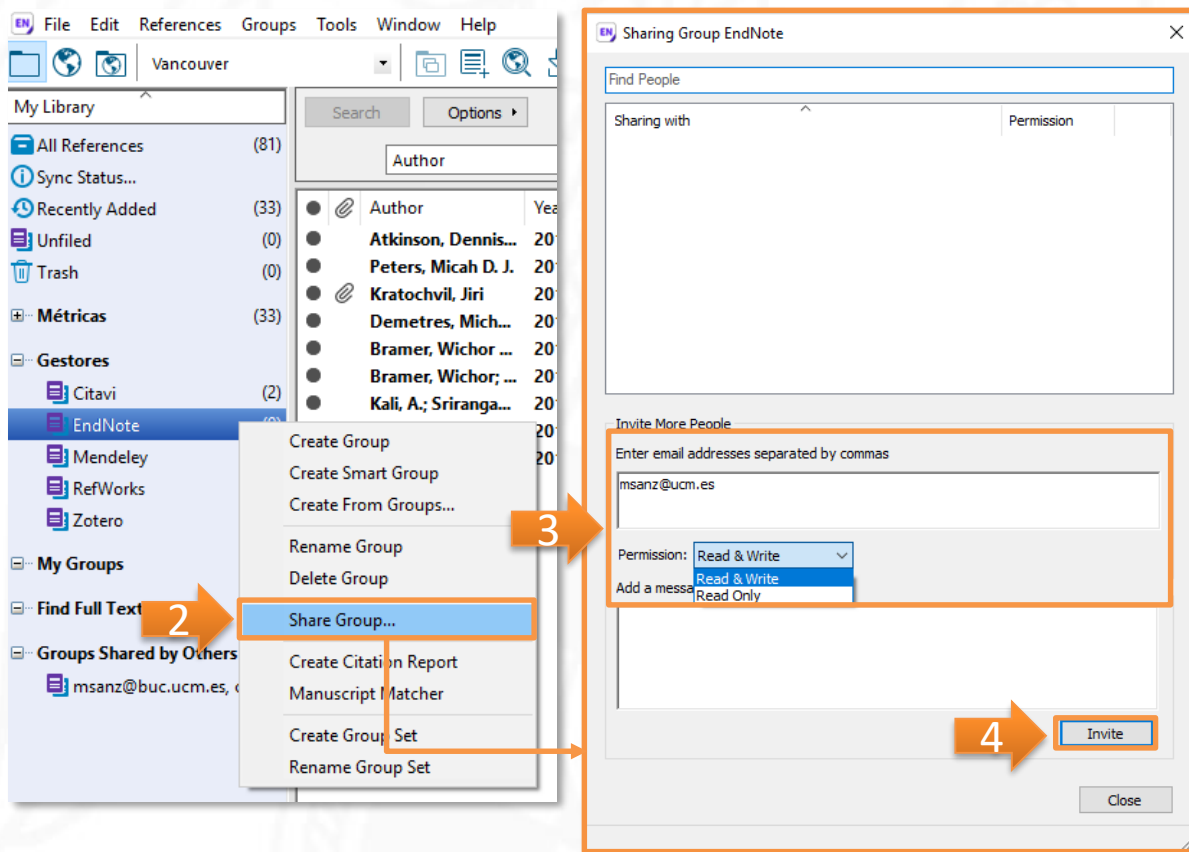 EN File Edit References Groups Tools Window Help
Vancouver
My Library
All References (81)
Sync Status...
Recently Added (33)
Unfiled (0)
Trash (0)
Métricas (33)
Gestores
Citavi (2)
EndNote
Mendeley
RefWorks
Zotero
My Groups
Find Full Text
Groups Shared by Others
msanz@buc.ucm.es,
Search Options
Author
Author
Atkinson, Dennis...
Peters, Micah D. J.
Kratochvil, Jiri
Demetres, Mich...
Bramer, Wichor ...
Bramer, Wichor; ...
Kali, A.; Sriranga...
Create Group
Create Smart Group
Create From Groups...
Rename Group
Delete Group
2
Share Group...
Create Citation Report
Manuscript Matcher
Create Group Set
Rename Group Set
EN Sharing Group EndNote
Find People
Sharing with Permission
Invite More People
Enter email addresses separated by commas
msanz@ucm.es
3
Permission: Read & Write
Read & Write
Add a messa
Read Only
4
Invite
Close